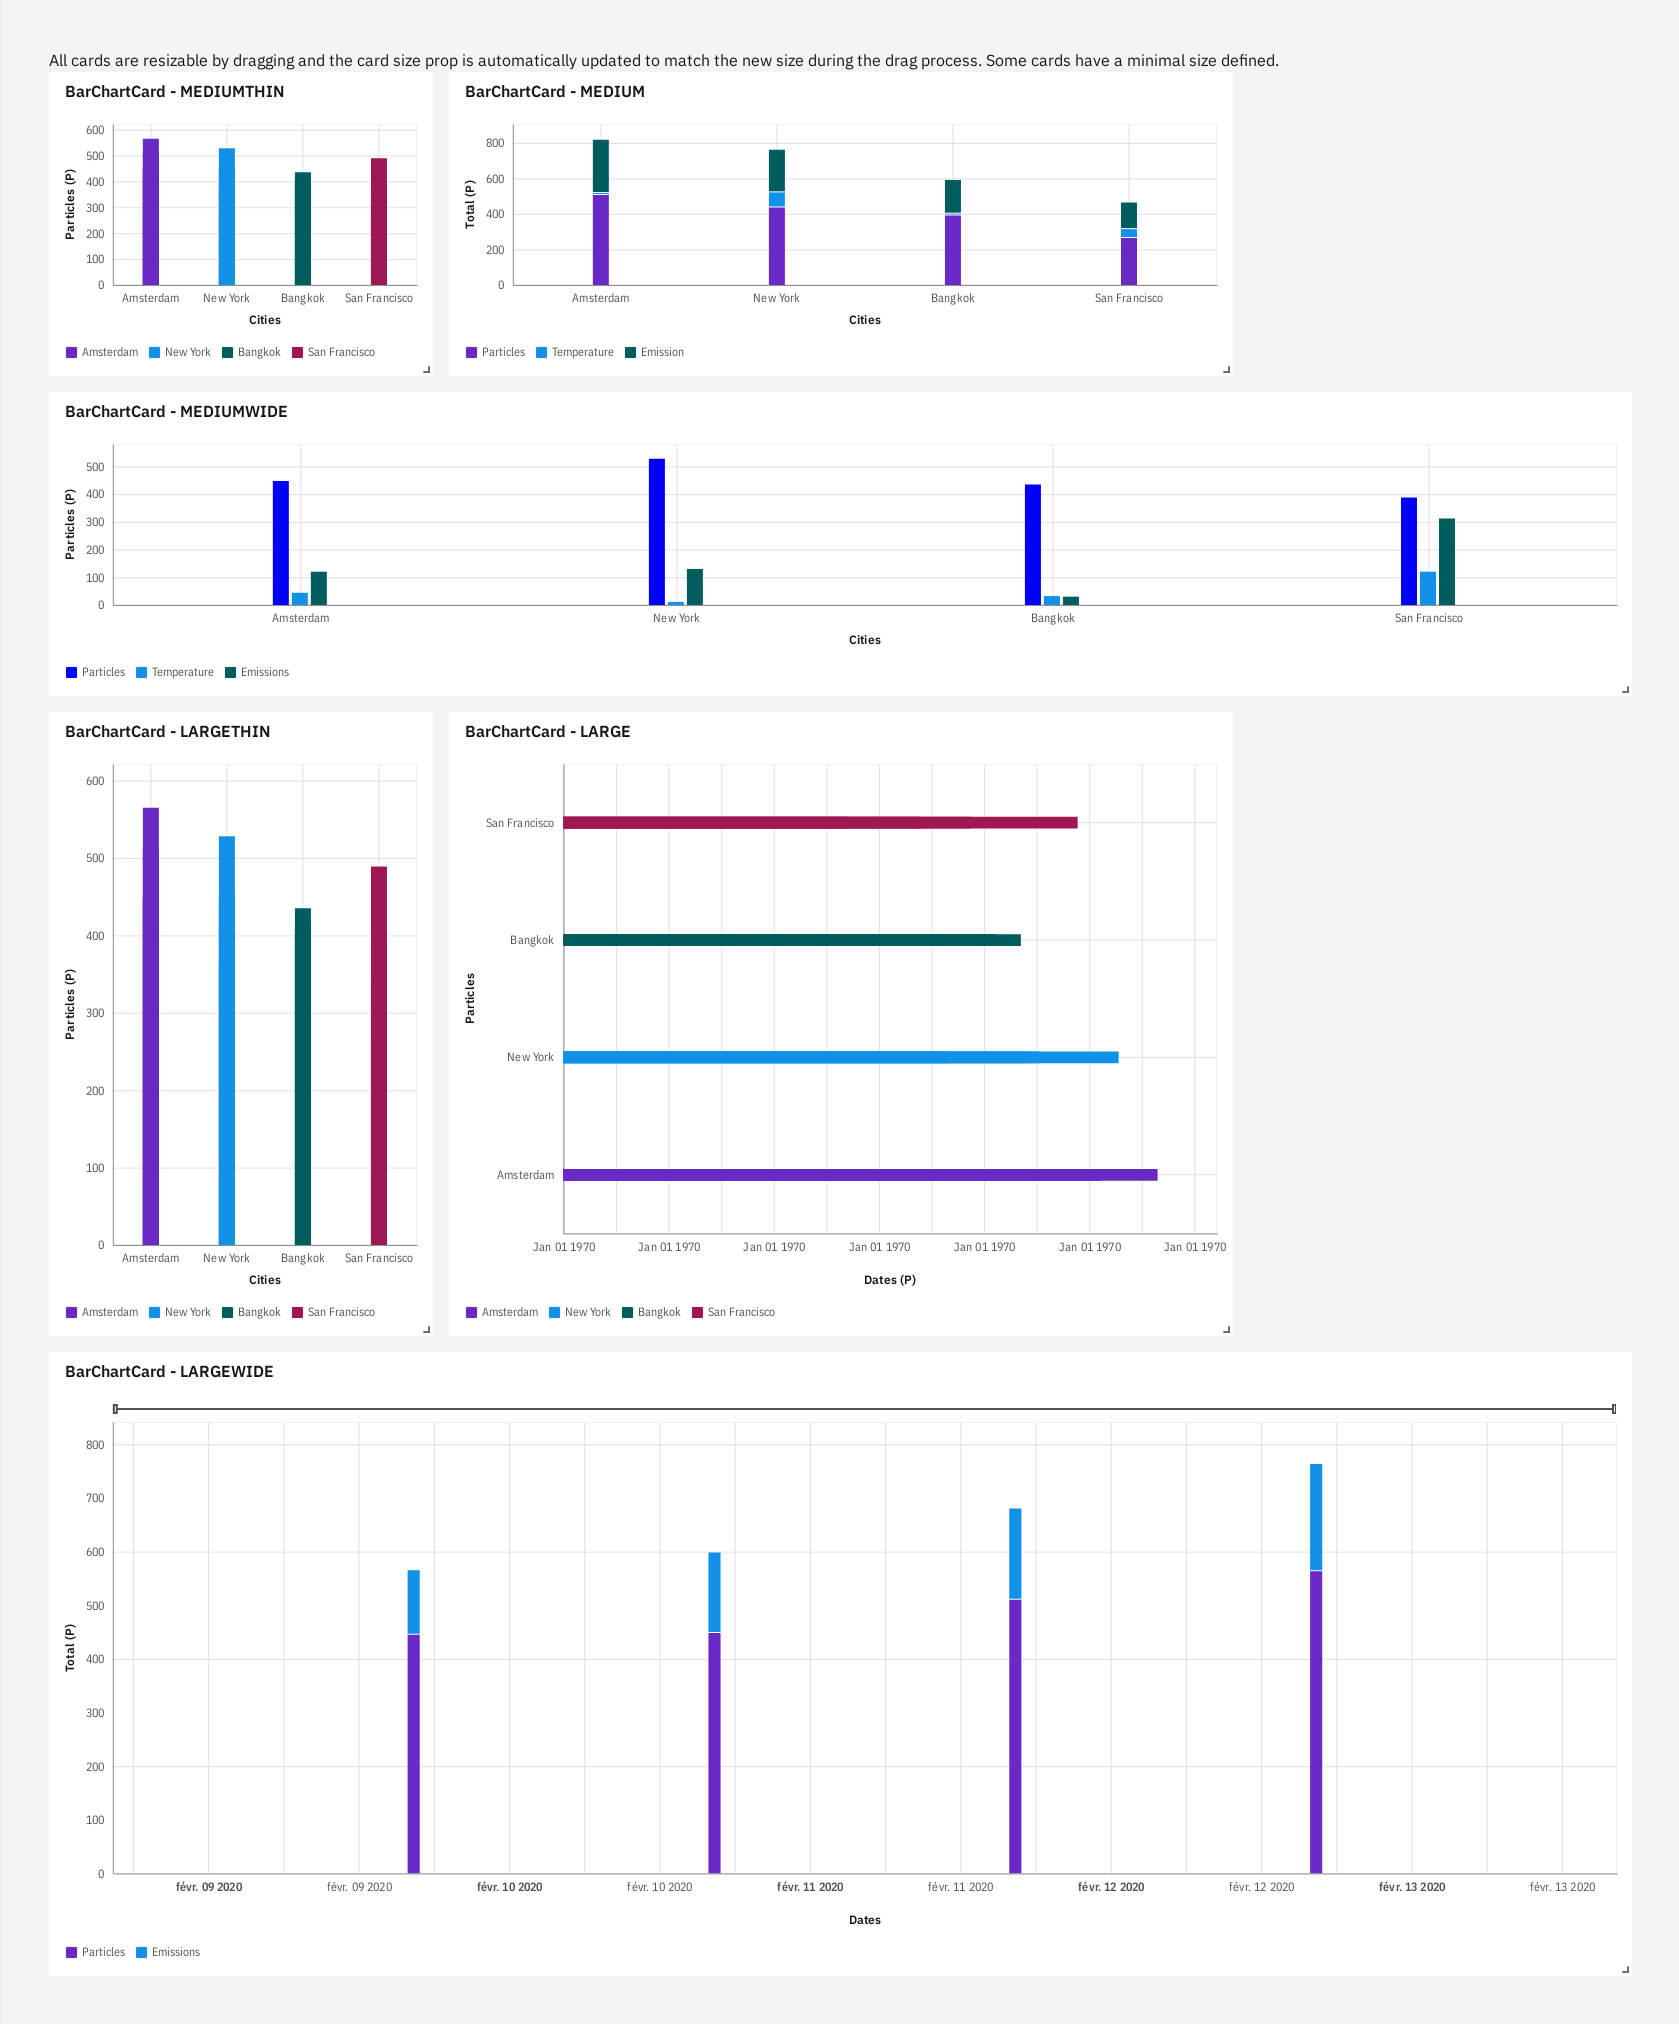 All cards are resizable by dragging and the card size prop is automatically updated to match the new size during the drag process. Some cards have a minimal size defined.
BarChartCard - MEDIUMTHIN
600
500
400
300
200
100
0
Particles (P)
Amsterdam New York Bangkok San Francisco
Cities
Amsterdam New York Bangkok San Francisco
BarChartCard - MEDIUM
800
600
400
200
0
Total (P)
Amsterdam New York Bangkok San Francisco
Cities
Particles Temperature Emission
BarChartCard - MEDIUMWIDE
500
400
300
200
100
0
Particles (P)
Amsterdam New York Bangkok San Francisco
Cities
Particles Temperature Emissions
BarChartCard - LARGETHIN
600
500
400
300
200
100
0
Particles (P)
Amsterdam New York Bangkok San Francisco
Cities
Amsterdam New York Bangkok San Francisco
BarChartCard - LARGE
San Francisco
Bangkok
New York
Amsterdam
Particles
Jan 01 1970 Jan 01 1970 Jan 01 1970 Jan 01 1970 Jan 01 1970 Jan 01 1970 Jan 01 1970
Dates (P)
Amsterdam New York Bangkok San Francisco
BarChartCard - LARGEWIDE
800
700
600
500
400
300
200
100
0
Total (P)
févr. 09 2020 févr. 09 2020 févr. 10 2020 févr. 10 2020 févr. 11 2020 févr. 11 2020 févr. 12 2020 févr. 12 2020 févr. 13 2020 févr. 13 2020
Dates
Particles Emissions